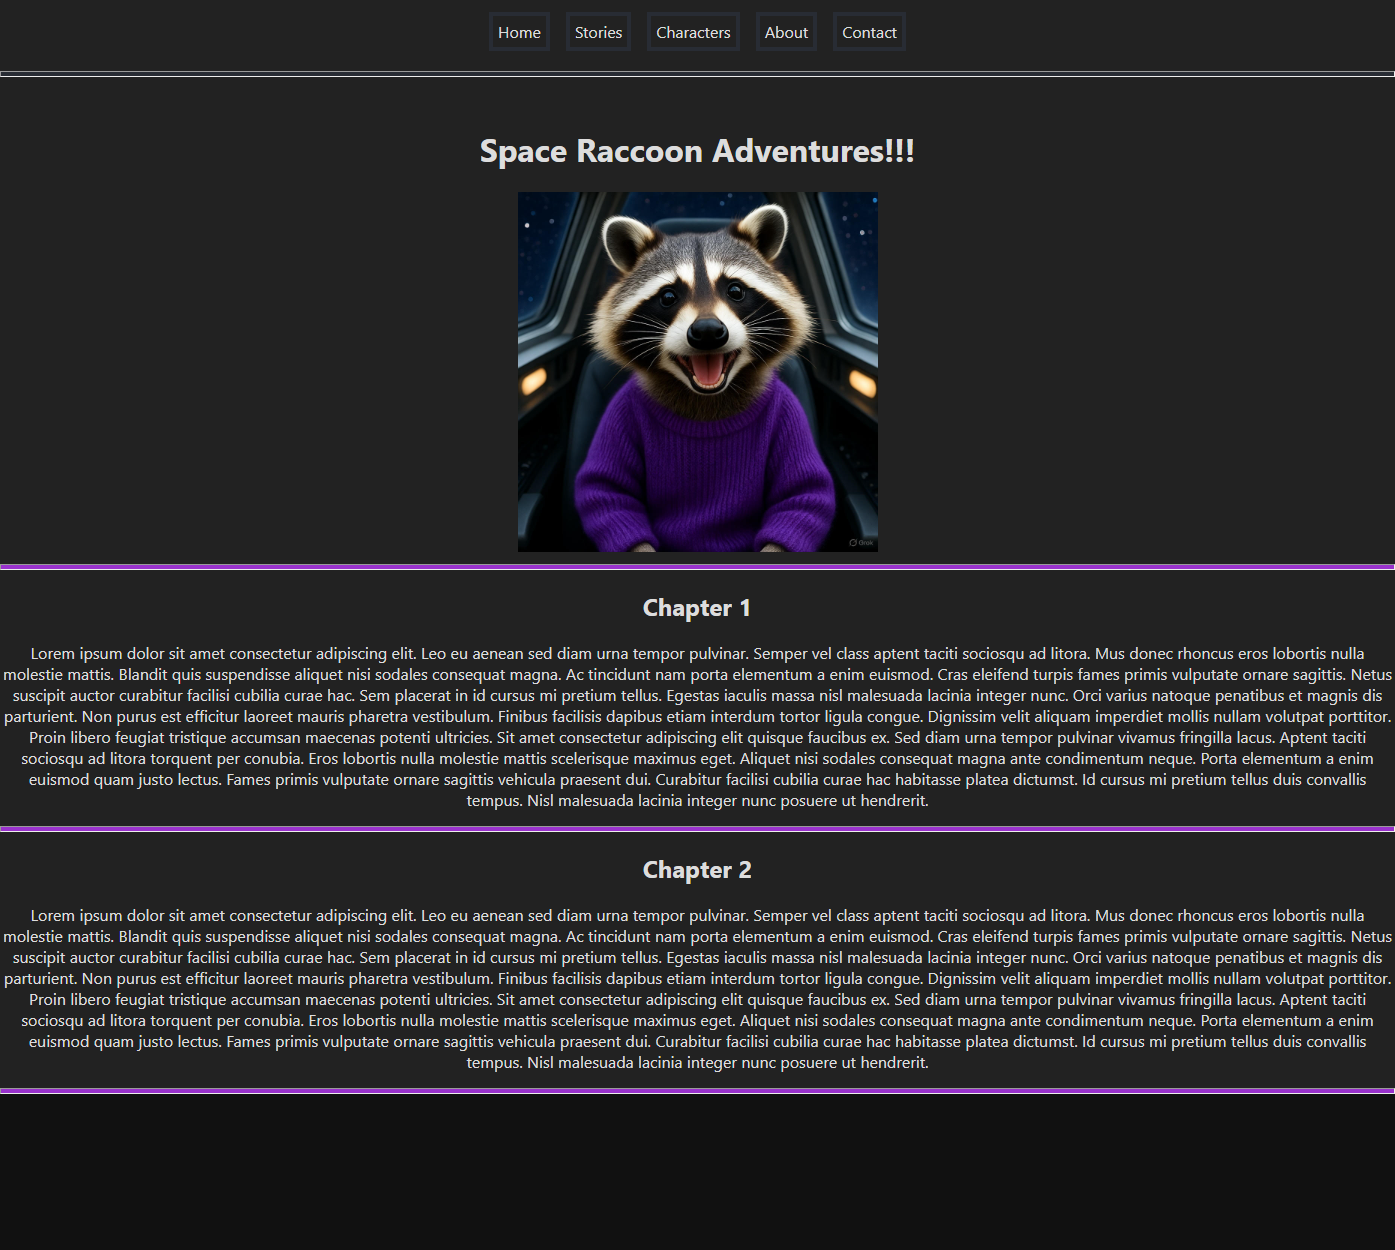 Home Stories Characters About Contact
Space Raccoon Adventures!!!
Grok
Chapter 1
Lorem ipsum dolor sit amet consectetur adipiscing elit. Leo eu aenean sed diam urna tempor pulvinar. Semper vel class aptent taciti sociosqu ad litora. Mus donec rhoncus eros lobortis nulla
molestie mattis. Blandit quis suspendisse aliquet nisi sodales consequat magna. Ac tincidunt nam porta elementum a enim euismod. Cras eleifend turpis fames primis vulputate ornare sagittis. Netus
suscipit auctor curabitur facilisi cubilia curae hac. Sem placerat in id cursus mi pretium tellus. Egestas iaculis massa nisl malesuada lacinia integer nunc. Orci varius natoque penatibus et magnis dis
parturient. Non purus est efficitur laoreet mauris pharetra vestibulum. Finibus facilisis dapibus etiam interdum tortor ligula congue. Dignissim velit aliquam imperdiet mollis nullam volutpat porttitor.
Proin libero feugiat tristique accumsan maecenas potenti ultricies. Sit amet consectetur adipiscing elit quisque faucibus ex. Sed diam urna tempor pulvinar vivamus fringilla lacus. Aptent taciti
sociosqu ad litora torquent per conubia. Eros lobortis nulla molestie mattis scelerisque maximus eget. Aliquet nisi sodales consequat magna ante condimentum neque. Porta elementum a enim
euismod quam justo lectus. Fames primis vulputate ornare sagittis vehicula praesent dui. Curabitur facilisi cubilia curae hac habitasse platea dictumst. Id cursus mi pretium tellus duis convallis
tempus. Nisl malesuada lacinia integer nunc posuere ut hendrerit.
Chapter 2
Lorem ipsum dolor sit amet consectetur adipiscing elit. Leo eu aenean sed diam urna tempor pulvinar. Semper vel class aptent taciti sociosqu ad litora. Mus donec rhoncus eros lobortis nulla
molestie mattis. Blandit quis suspendisse aliquet nisi sodales consequat magna. Ac tincidunt nam porta elementum a enim euismod. Cras eleifend turpis fames primis vulputate ornare sagittis. Netus
suscipit auctor curabitur facilisi cubilia curae hac. Sem placerat in id cursus mi pretium tellus. Egestas iaculis massa nisl malesuada lacinia integer nunc. Orci varius natoque penatibus et magnis dis
parturient. Non purus est efficitur laoreet mauris pharetra vestibulum. Finibus facilisis dapibus etiam interdum tortor ligula congue. Dignissim velit aliquam imperdiet mollis nullam volutpat porttitor.
Proin libero feugiat tristique accumsan maecenas potenti ultricies. Sit amet consectetur adipiscing elit quisque faucibus ex. Sed diam urna tempor pulvinar vivamus fringilla lacus. Aptent taciti
sociosqu ad litora torquent per conubia. Eros lobortis nulla molestie mattis scelerisque maximus eget. Aliquet nisi sodales consequat magna ante condimentum neque. Porta elementum a enim
euismod quam justo lectus. Fames primis vulputate ornare sagittis vehicula praesent dui. Curabitur facilisi cubilia curae hac habitasse platea dictumst. Id cursus mi pretium tellus duis convallis
tempus. Nisl malesuada lacinia integer nunc posuere ut hendrerit.